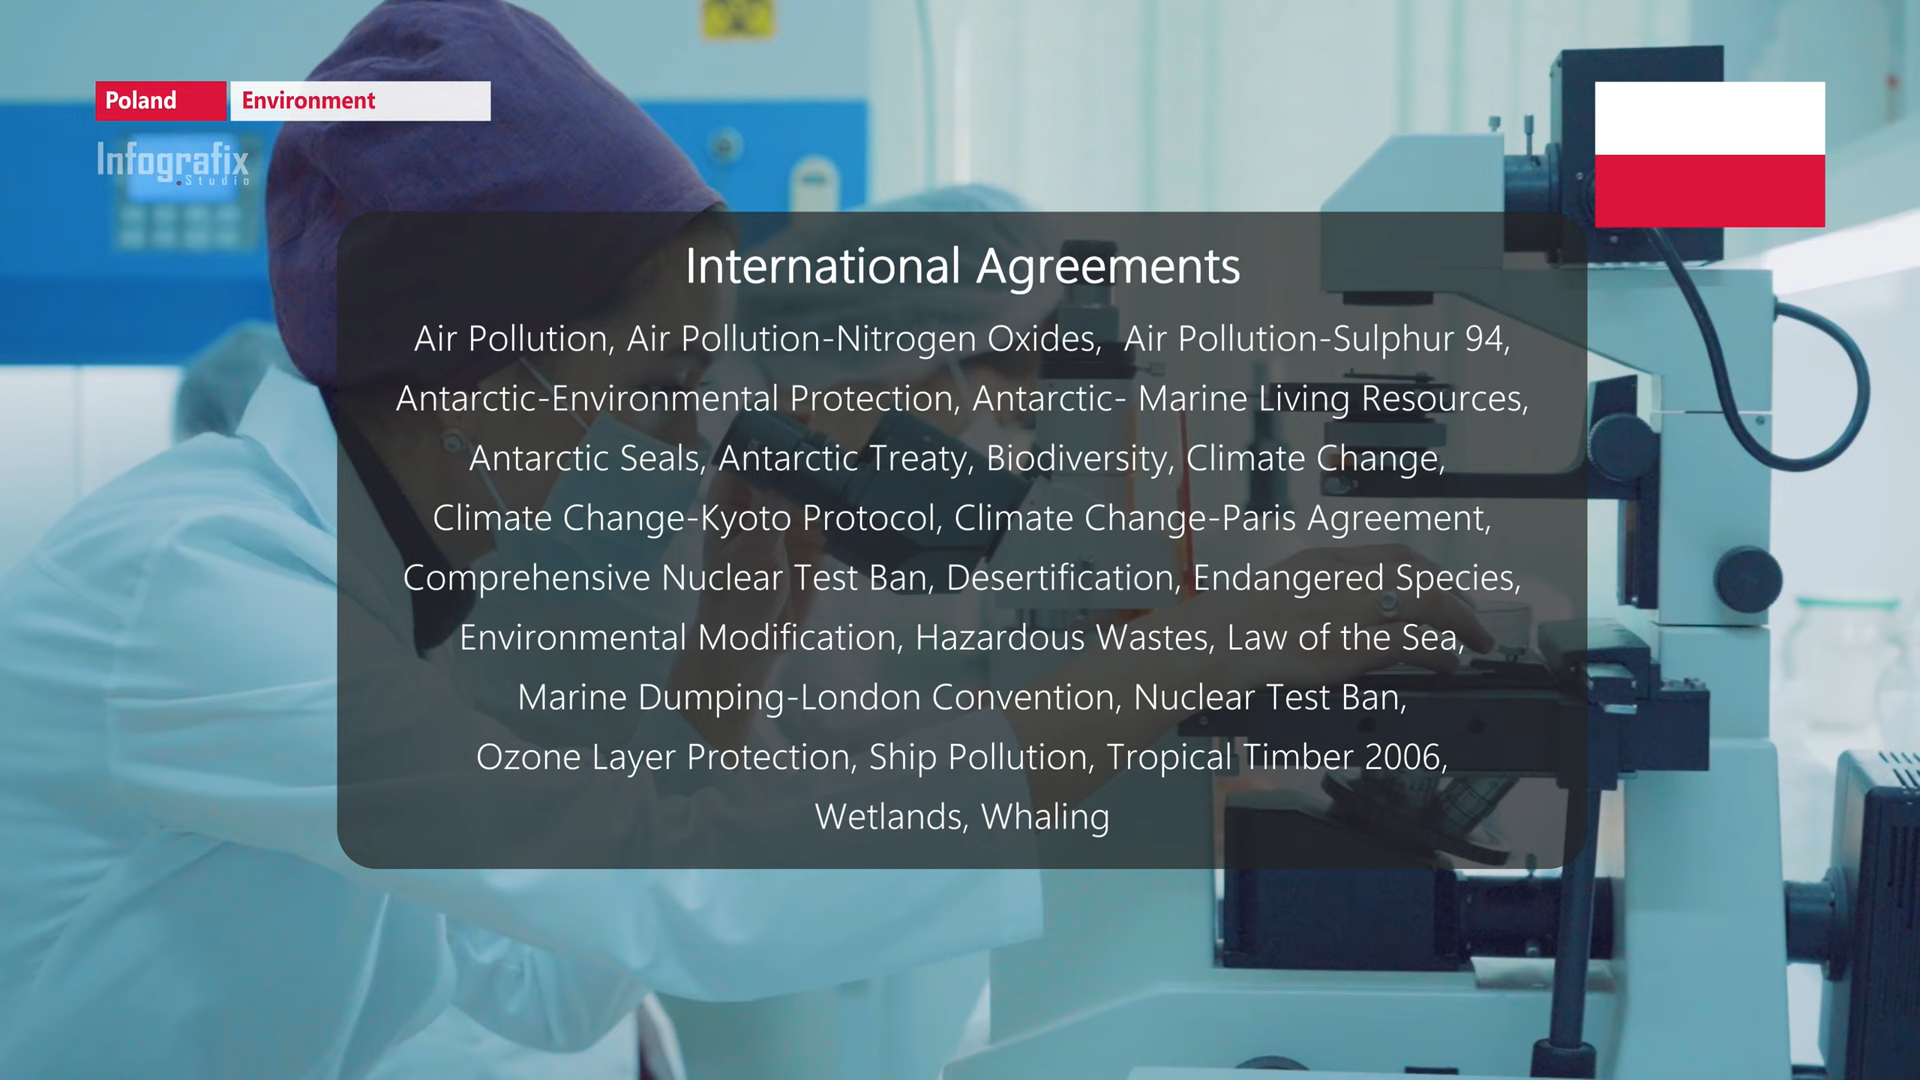 Poland
Environment
Infografix
.Studio
International Agreements
Air Pollution, Air Pollution-Nitrogen Oxides, Air Pollution-Sulphur 94,
Antarctic-Environmental Protection, Antarctic- Marine Living Resources,
Antarctic Seals, Antarctic Treaty, Biodiversity, Climate Change,
Climate Change-Kyoto Protocol, Climate Change-Paris Agreement,
Comprehensive Nuclear Test Ban, Desertification, Endangered Species,
Environmental Modification, Hazardous Wastes, Law of the Sea,
Marine Dumping-London Convention, Nuclear Test Ban,
Ozone Layer Protection, Ship Pollution, Tropical Timber 2006,
Wetlands, Whaling